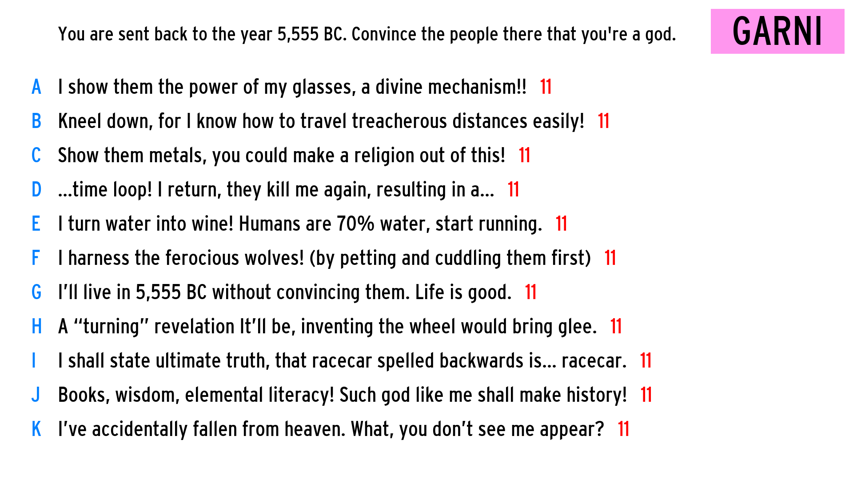 You are sent back to the year 5,555 BC. Convince the people there that you're a god.
GARNI
A I show them the power of my glasses, a divine mechanism!! 11
B Kneel down, for I know how to travel treacherous distances easily! 11
C Show them metals, you could make a religion out of this! 11
D ...time loop! I return, they kill me again, resulting in a... 11
E I turn water into wine! Humans are 70% water, start running. 11
F I harness the ferocious wolves! (by petting and cuddling them first) 11
G I'll live in 5,555 BC without convincing them. Life is good. 11
H A “turning” revelation It'll be, inventing the wheel would bring glee. 11
I I shall state ultimate truth, that racecar spelled backwards is... racecar. 11
J Books, wisdom, elemental literacy! Such god like me shall make history! 11
K I've accidentally fallen from heaven. What, you don't see me appear? 11